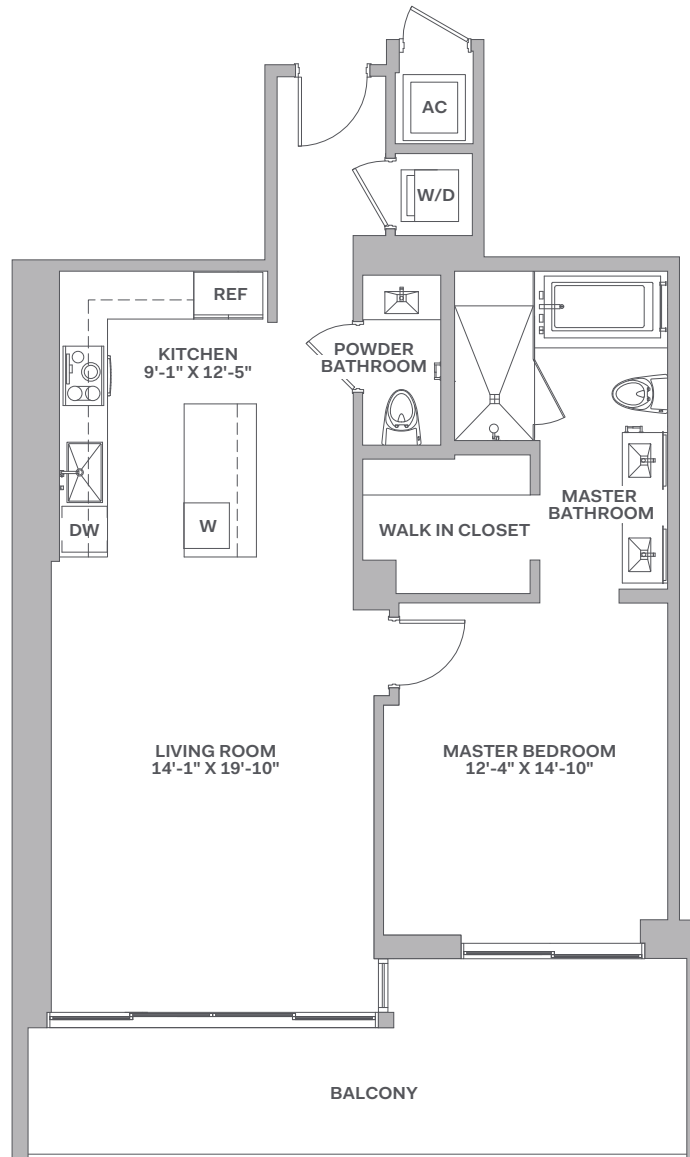 AC
W/D
REF
KITCHEN
9'-1" X 12'-5"
POWDER
BATHROOM
DW
W
WALK IN CLOSET
MASTER
BATHROOM
LIVING ROOM
14'-1" X 19'-10"
MASTER BEDROOM
12'-4" X 14'-10"
BALCONY